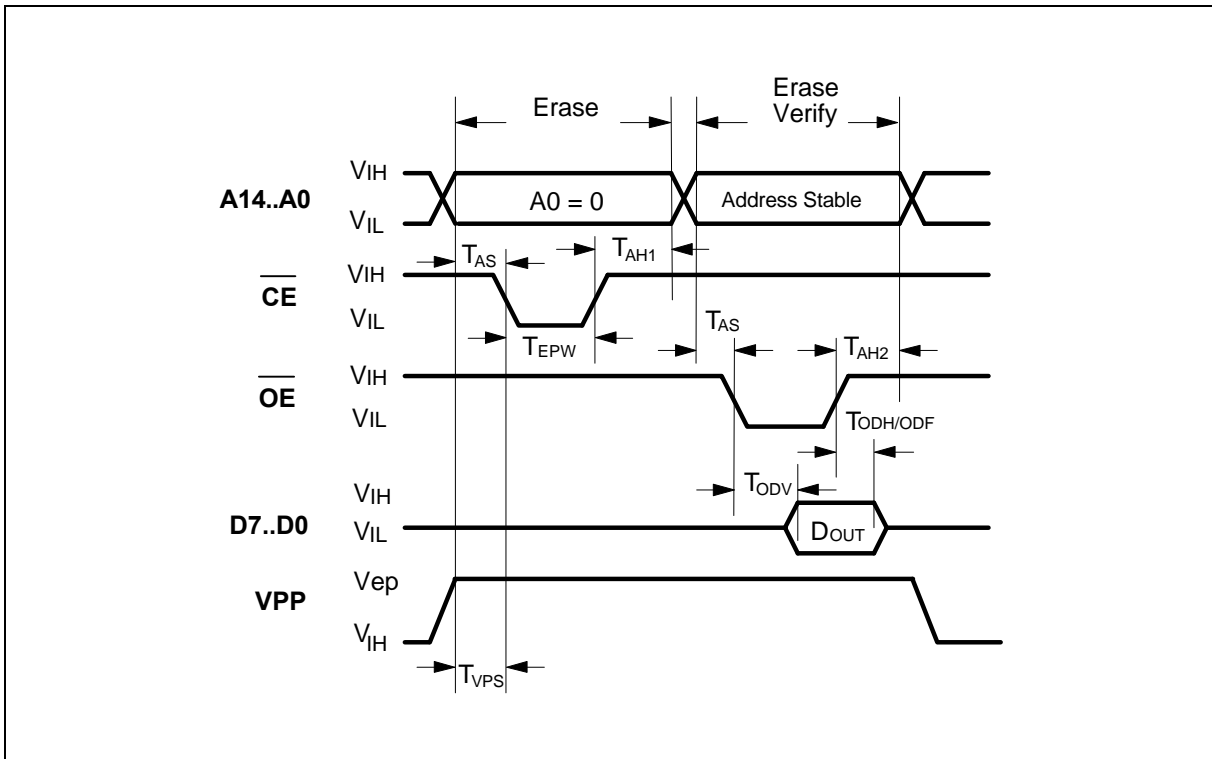 Erase
Erase
Verify
A14..A0
VIH
VIL
A0 = 0
Address Stable
TAS
TAH1
CE
VIH
VIL
TEPW
TAS
TAH2
OE
VIH
VIL
TODH/ODF
TODV
D7..D0
VIH
VIL
DOUT
VPP
Vep
VIH
TVPS